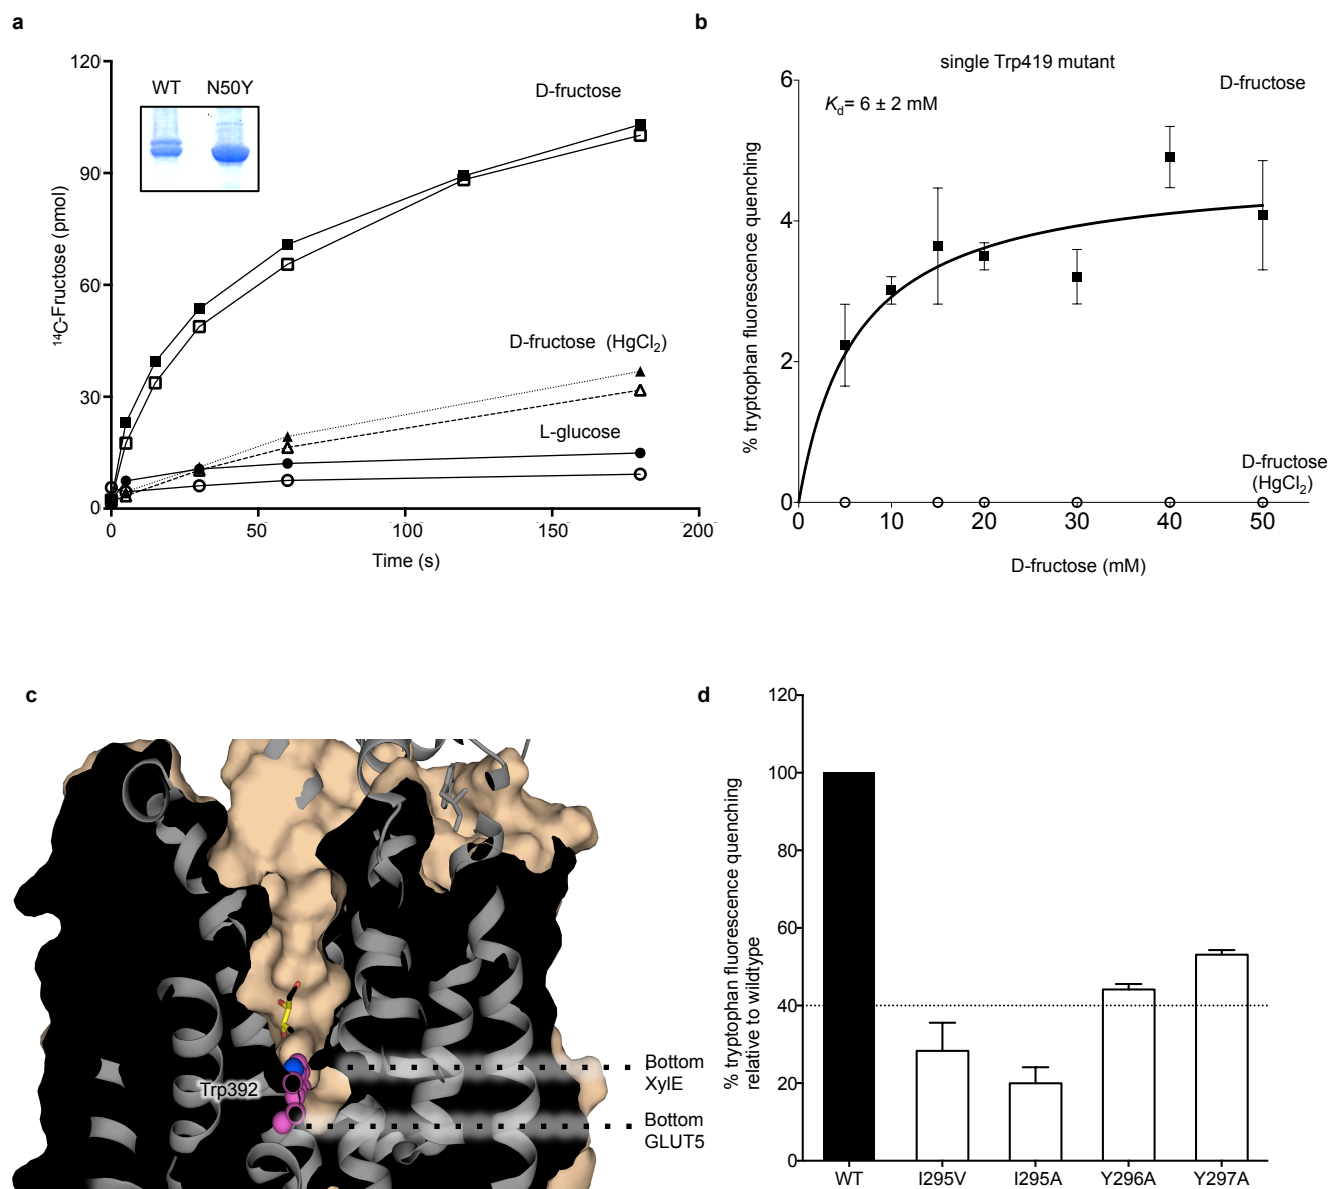 a
120
90
60
30
0
0
50
100
150
200
¹⁴C-Fructose (pmol)
Time (s)
WT N50Y
D-fructose
D-fructose (HgCl₂)
L-glucose
b
single Trp419 mutant
D-fructose
K_d= 6 ± 2 mM
6
4
2
0
0
10
20
30
40
50
% tryptophan fluorescence quenching
D-fructose
(HgCl₂)
D-fructose (mM)
c
Trp392
Bottom
XylE
Bottom
GLUT5
d
120
100
80
60
40
20
0
% tryptophan fluorescence quenching
relative to wildtype
WT
I295V
I295A
Y296A
Y297A